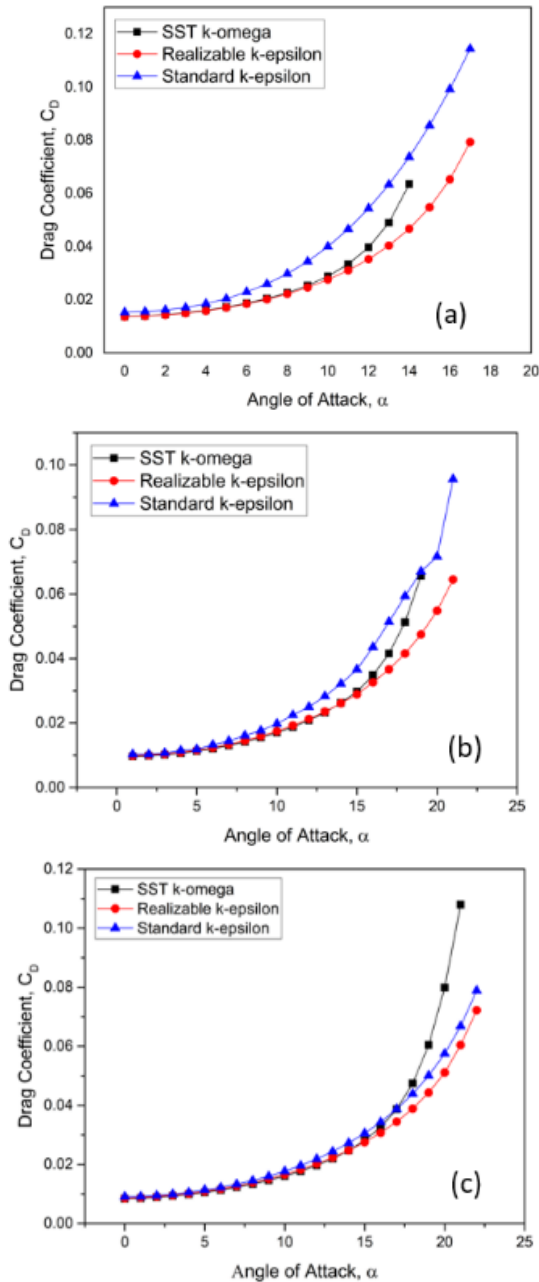 0.12
0.10
0.08
0.06
0.04
0.02
0.00
Drag Coefficient, C_D
SST k-omega
Realizable k-epsilon
Standard k-epsilon
(a)
0 2 4 6 8 10 12 14 16 18 20
Angle of Attack, α
0.10
0.08
0.06
0.04
0.02
0.00
Drag Coefficient, C_D
SST k-omega
Realizable k-epsilon
Standard k-epsilon
(b)
0 5 10 15 20 25
Angle of Attack, α
0.12
0.10
0.08
0.06
0.04
0.02
0.00
Drag Coefficient, C_D
SST k-omega
Realizable k-epsilon
Standard k-epsilon
(c)
0 5 10 15 20 25
Angle of Attack, α